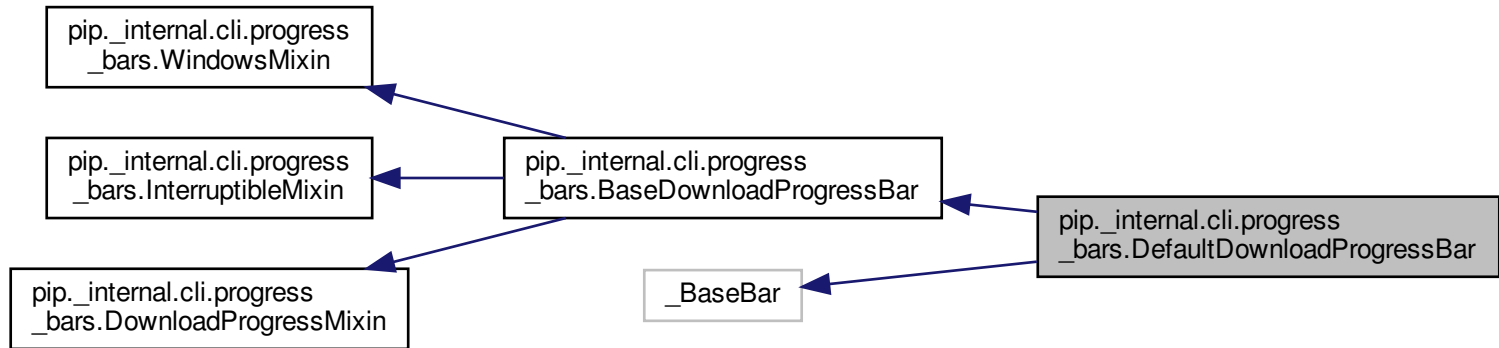 pip._internal.cli.progress
_bars.WindowsMixin
pip._internal.cli.progress
_bars.InterruptibleMixin
pip._internal.cli.progress
_bars.DownloadProgressMixin
pip._internal.cli.progress
_bars.BaseDownloadProgressBar
_BaseBar
pip._internal.cli.progress
_bars.DefaultDownloadProgressBar